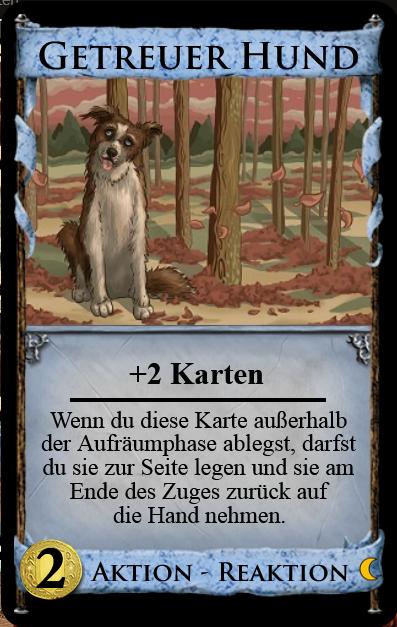 GETREUER HUND
+2 Karten
Wenn du diese Karte außerhalb
der Aufräumphase ablegst, darfst
du sie zur Seite legen und sie am
Ende des Zuges zurück auf
die Hand nehmen.
2 AKTION - REAKTION